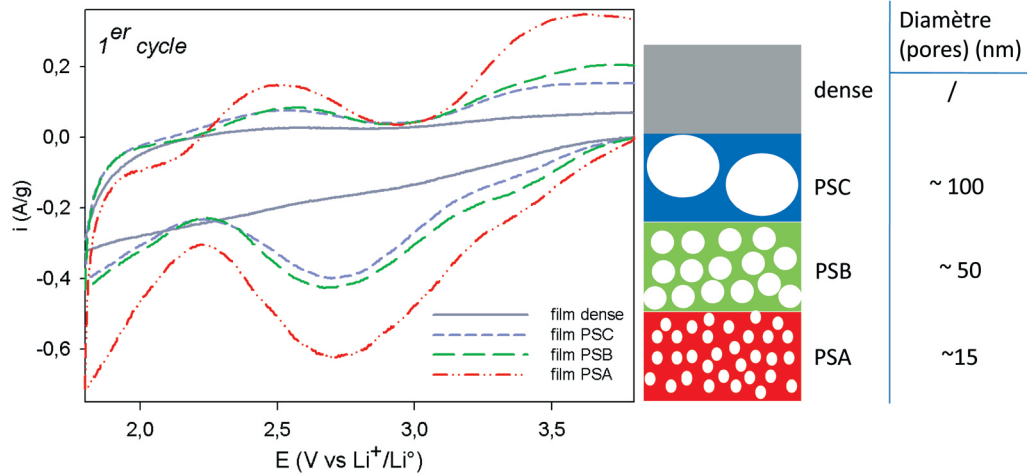 1er cycle
0,2
0,0
-0,2
-0,4
-0,6
i (A/g)
2,0
2,5
3,0
3,5
E (V vs Li+/Li°)
film dense
film PSC
film PSB
film PSA
Diamètre
(pores) (nm)
dense
/
PSC
~ 100
PSB
~ 50
PSA
~15